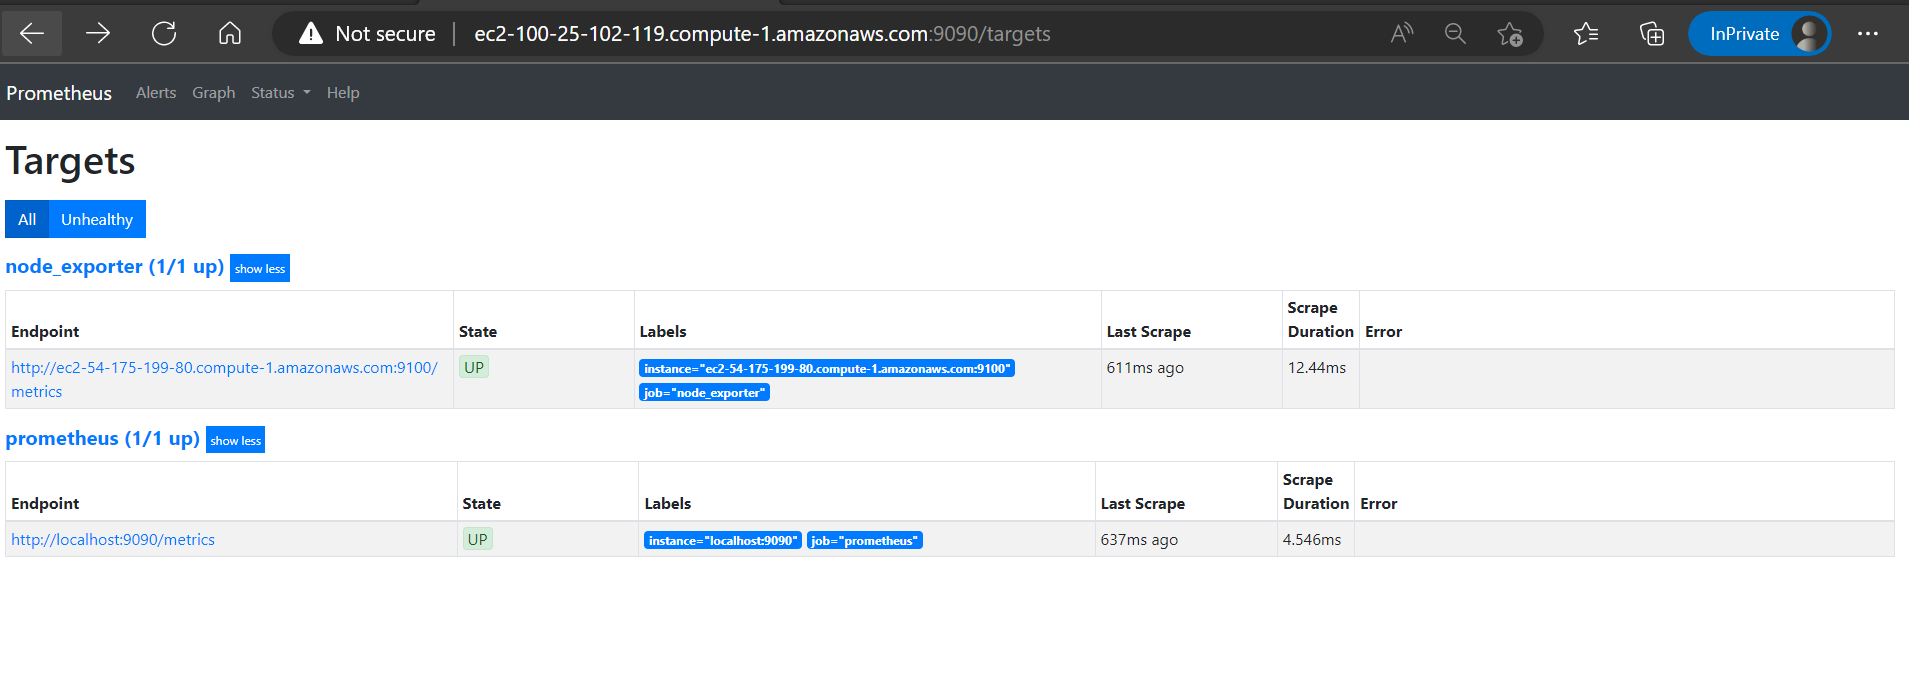 Not secure ec2-100-25-102-119.compute-1.amazonaws.com:9090/targets InPrivate
Prometheus Alerts Graph Status Help
Targets
All Unhealthy
node_exporter (1/1 up) show less
Endpoint State Labels Last Scrape Scrape Duration Error
http://ec2-54-175-199-80.compute-1.amazonaws.com:9100/ UP instance="ec2-54-175-199-80.compute-1.amazonaws.com:9100" 611ms ago 12.44ms
metrics job="node_exporter"
prometheus (1/1 up) show less
Endpoint State Labels Last Scrape Scrape Duration Error
http://localhost:9090/metrics UP instance="localhost:9090" job="prometheus" 637ms ago 4.546ms